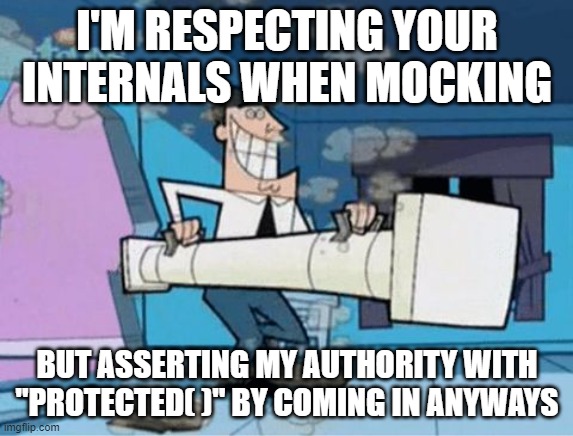 I'M RESPECTING YOUR
INTERNALS WHEN MOCKING
BUT ASSERTING MY AUTHORITY WITH
"PROTECTED( )" BY COMING IN ANYWAYS
imgflip.com